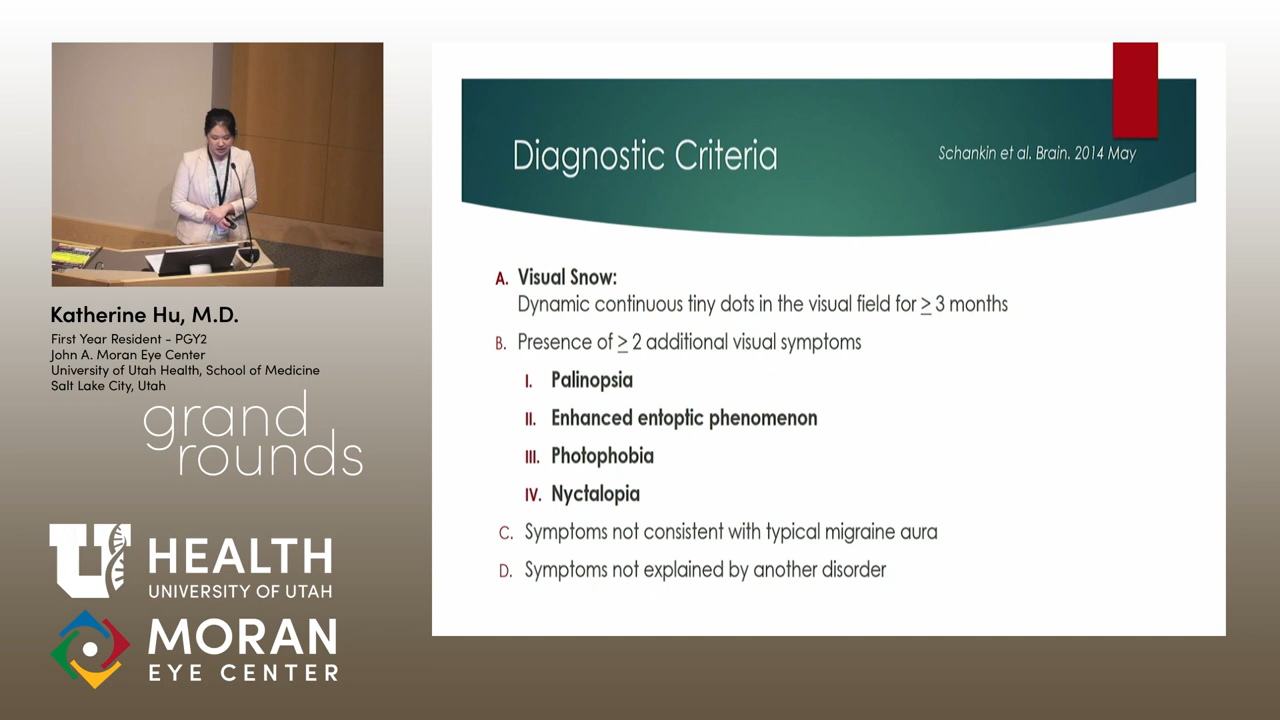 Katherine Hu, M.D.
First Year Resident - PGY2
John A. Moran Eye Center
University of Utah Health, School of Medicine
Salt Lake City, Utah
grand
rounds
U HEALTH
UNIVERSITY OF UTAH
MORAN
EYE CENTER
Diagnostic Criteria
Schankin et al. Brain. 2014 May
A. Visual Snow:
Dynamic continuous tiny dots in the visual field for ≥ 3 months
B. Presence of ≥ 2 additional visual symptoms
I. Palinopsia
II. Enhanced entoptic phenomenon
III. Photophobia
IV. Nyctalopia
C. Symptoms not consistent with typical migraine aura
D. Symptoms not explained by another disorder